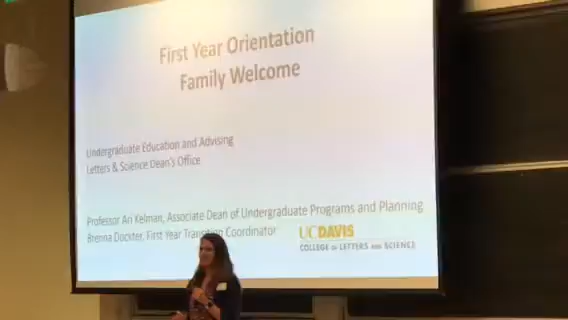 First Year Orientation
Family Welcome
Undergraduate Education and Advising
Letters & Science Dean's Office
Professor Ari Kelman, Associate Dean of Undergraduate Programs and Planning
Brenna Dockter, First Year Transition Coordinator
UCDAVIS
COLLEGE OF LETTERS AND SCIENCE